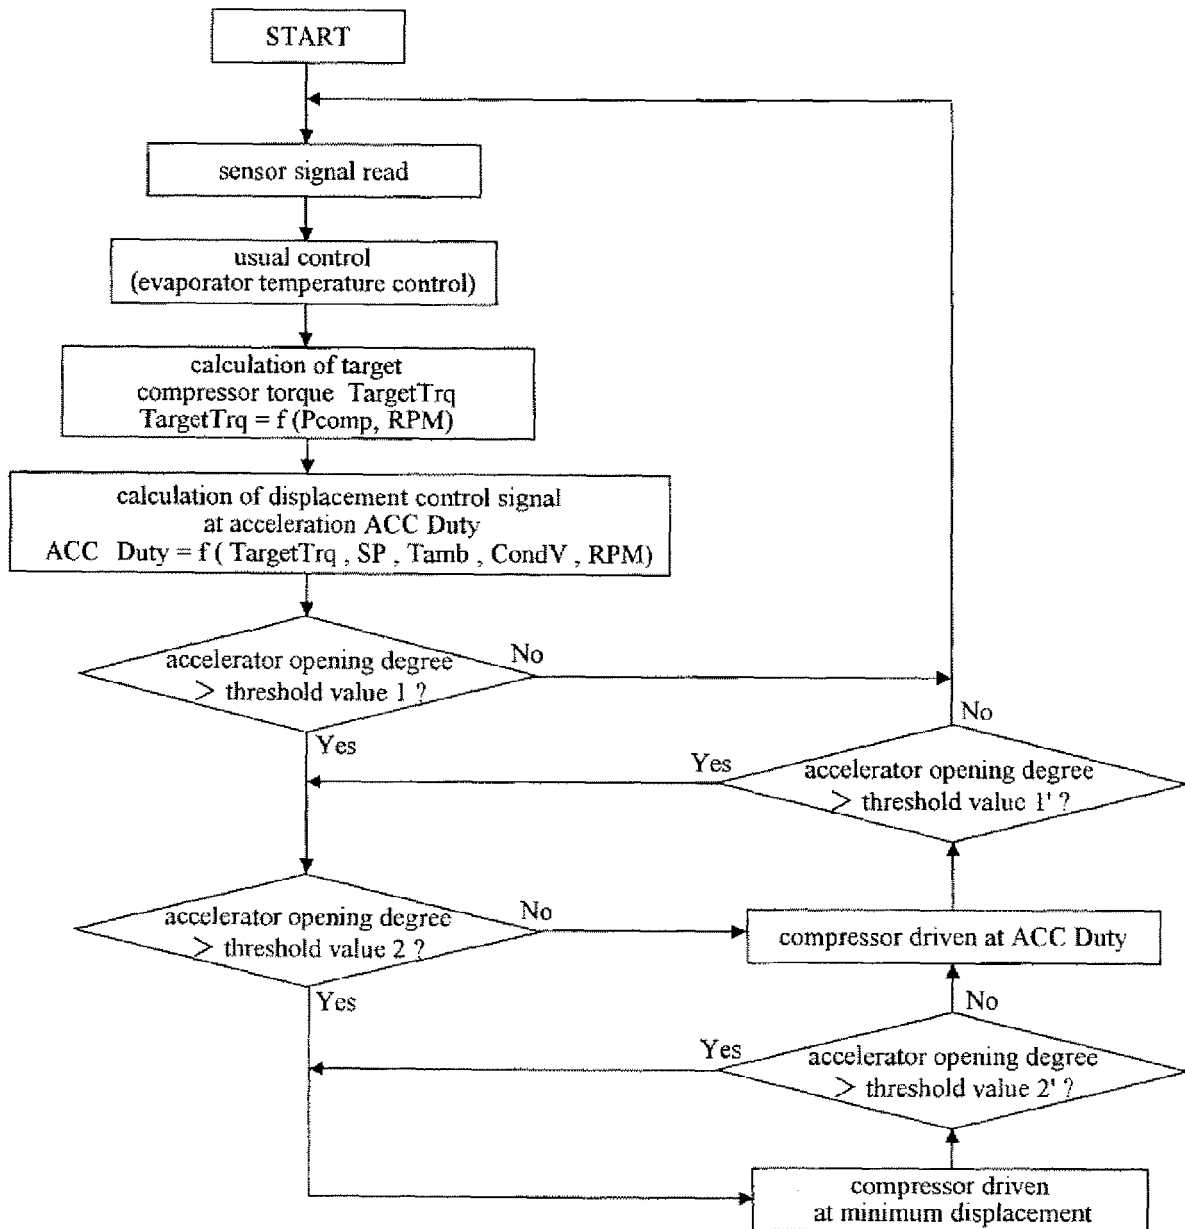 START
sensor signal read
usual control
(evaporator temperature control)
calculation of target
compressor torque TargetTrq
TargetTrq = f (Pcomp, RPM)
calculation of displacement control signal
at acceleration ACC Duty
ACC Duty = f ( TargetTrq , SP , Tamb , CondV , RPM)
accelerator opening degree
> threshold value 1 ?
No
Yes
No
Yes
accelerator opening degree
> threshold value 1' ?
accelerator opening degree
> threshold value 2 ?
No
Yes
compressor driven at ACC Duty
No
Yes
accelerator opening degree
> threshold value 2' ?
compressor driven
at minimum displacement